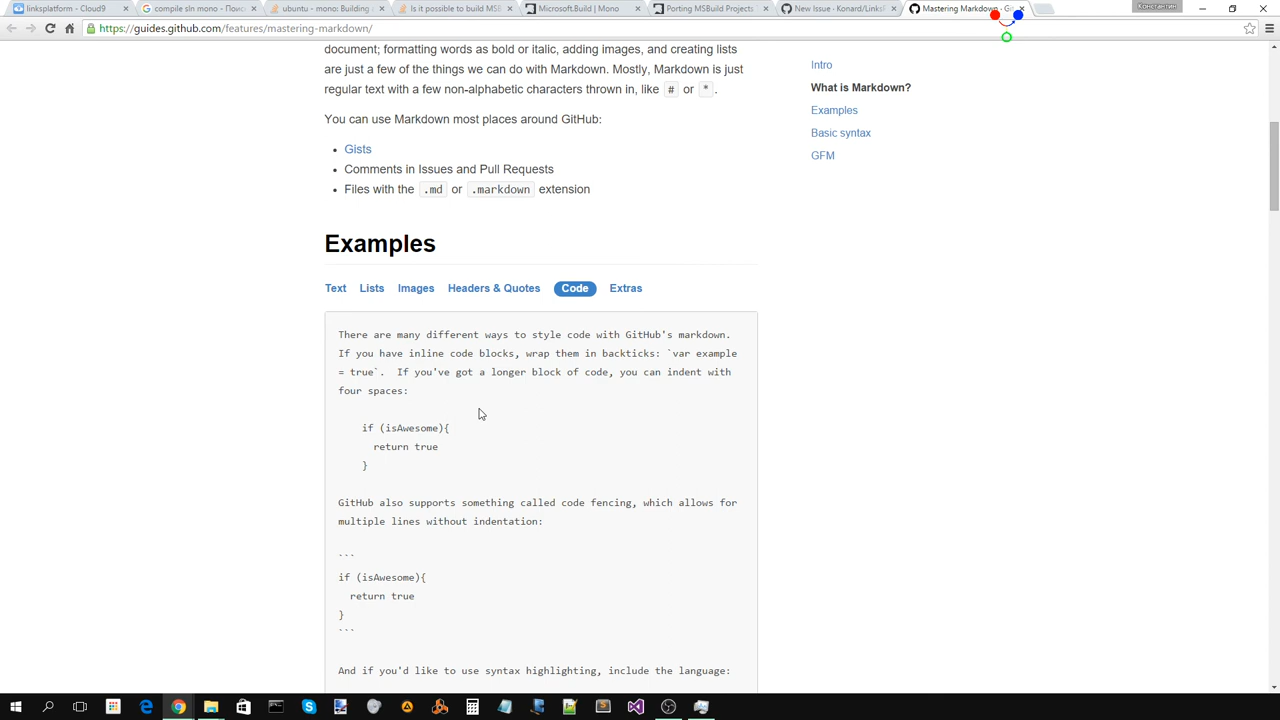 linksplatform - Cloud9
compile sln mono - Поис
ubuntu - mono: Building
Is it possible to build MSB
Microsoft.Build | Mono
Porting MSBuild Projects
New Issue · Konard/Links
Mastering Markdown · G
Константин
https://guides.github.com/features/mastering-markdown/
document; formatting words as bold or italic, adding images, and creating lists
are just a few of the things we can do with Markdown. Mostly, Markdown is just
regular text with a few non-alphabetic characters thrown in, like # or *.
You can use Markdown most places around GitHub:
• Gists
• Comments in Issues and Pull Requests
• Files with the .md or .markdown extension
Intro
What is Markdown?
Examples
Basic syntax
GFM
Examples
Text Lists Images Headers & Quotes Code Extras
There are many different ways to style code with GitHub's markdown.
If you have inline code blocks, wrap them in backticks: `var example
= true`.  If you've got a longer block of code, you can indent with
four spaces:
    if (isAwesome){
      return true
    }
GitHub also supports something called code fencing, which allows for
multiple lines without indentation:
```
if (isAwesome){
  return true
}
```
And if you'd like to use syntax highlighting, include the language: